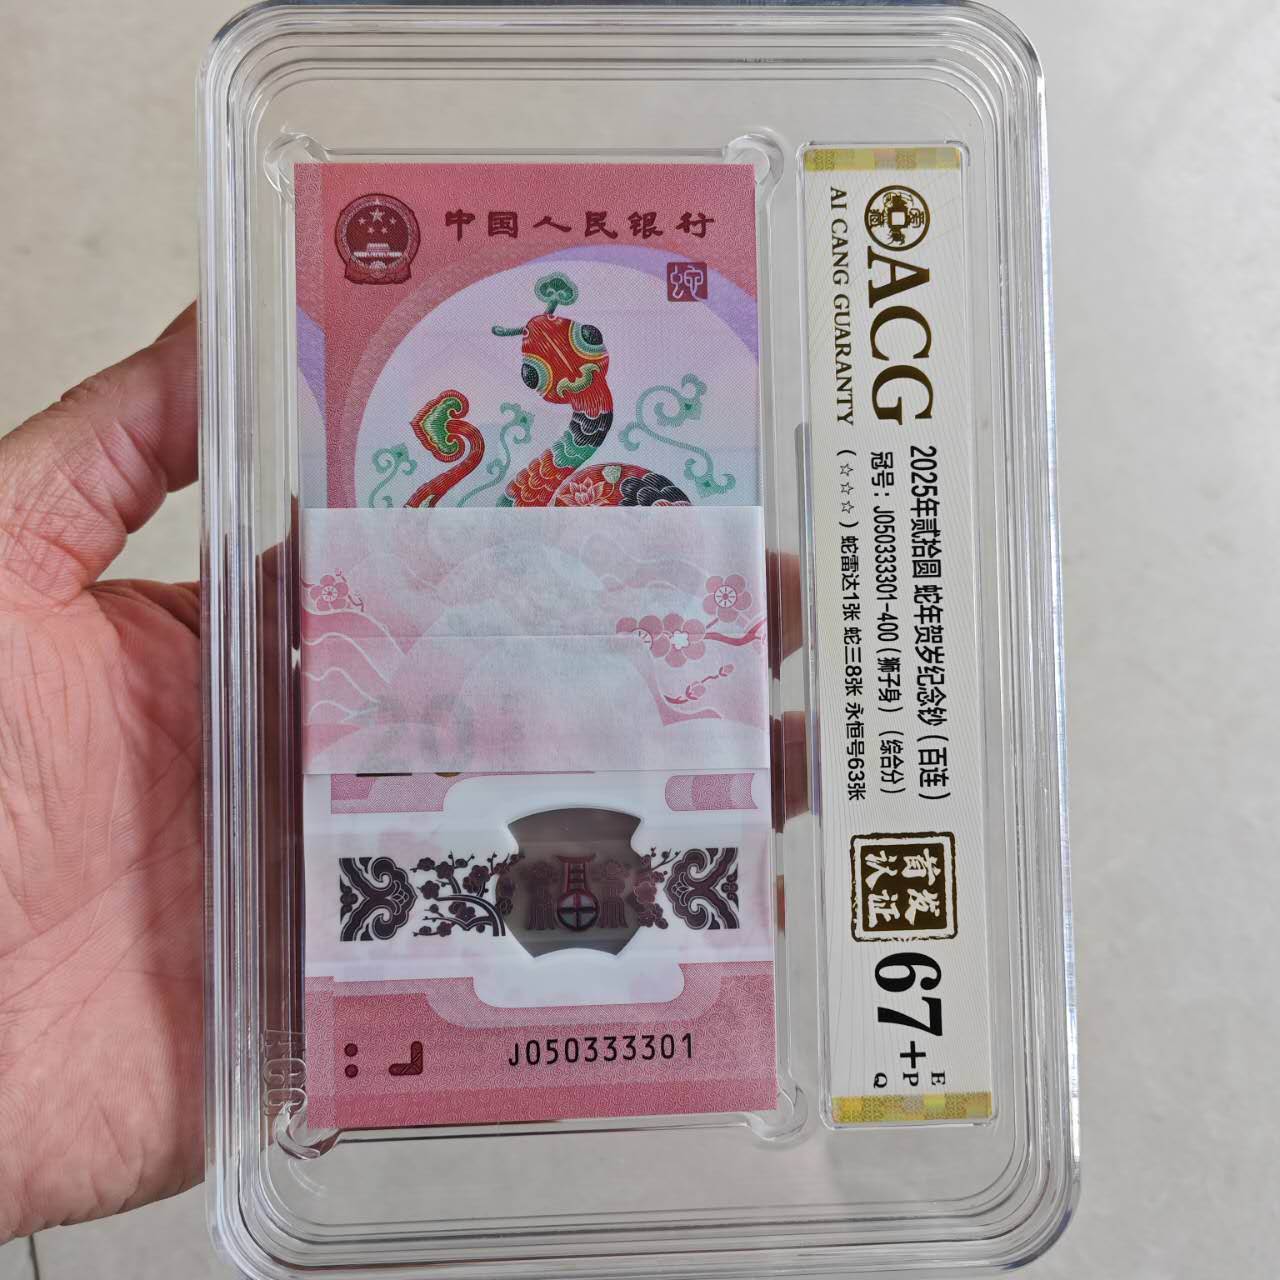 中国人民银行
蛇
20
J050333301
ACG
AI CANG GUARANTY
2025年贰拾圆 蛇年贺岁纪念钞（百连）
冠号：J050333301-400（狮子身）（综合分）
（☆☆☆）蛇雷达1张 蛇三8张 永恒号63张
首发
认证
67+
E
P
Q
ACG